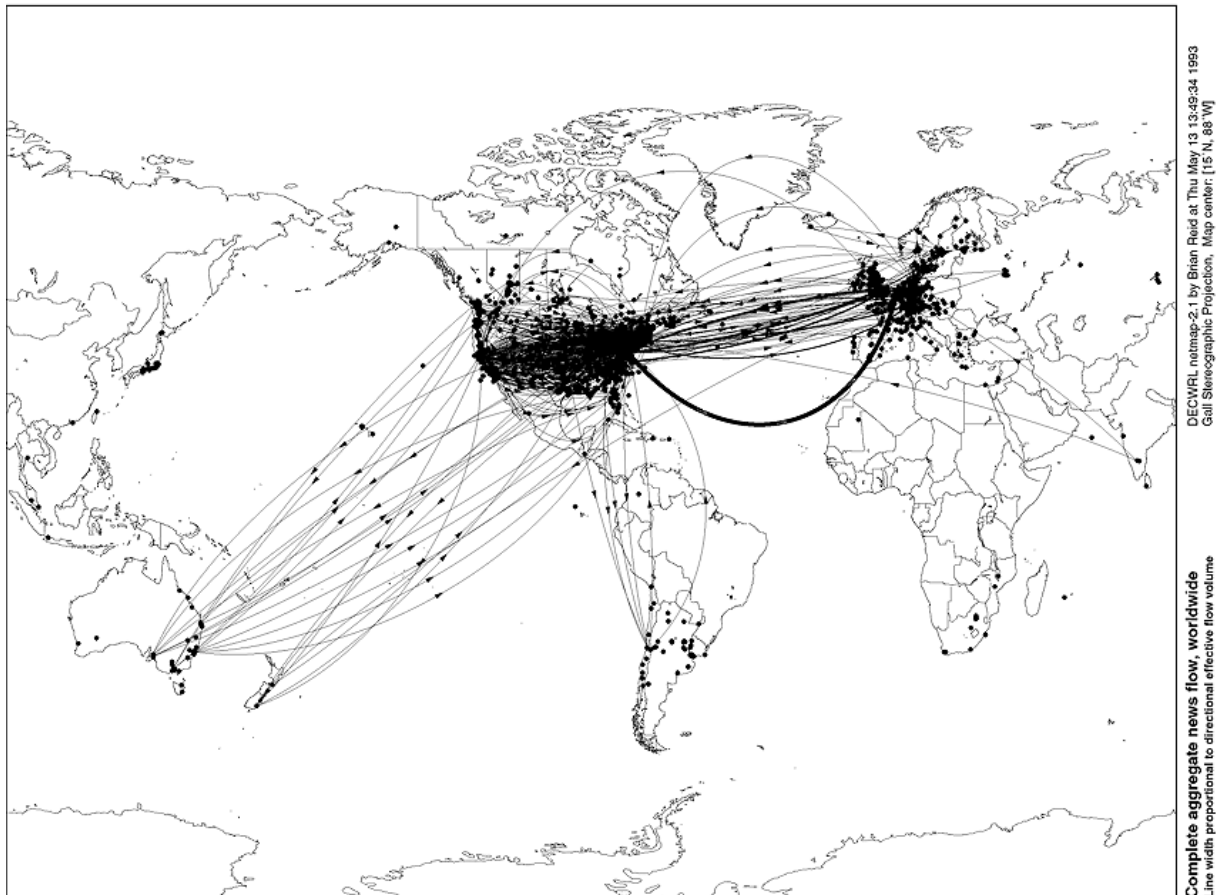 DECWRL netmap-2.1 by Brian Reid at Thu May 13 13:49:34 1993
Gall Stereographic Projection, Map center: [15°N, 88°W]
Complete aggregate news flow, worldwide
Line width proportional to directional effective flow volume